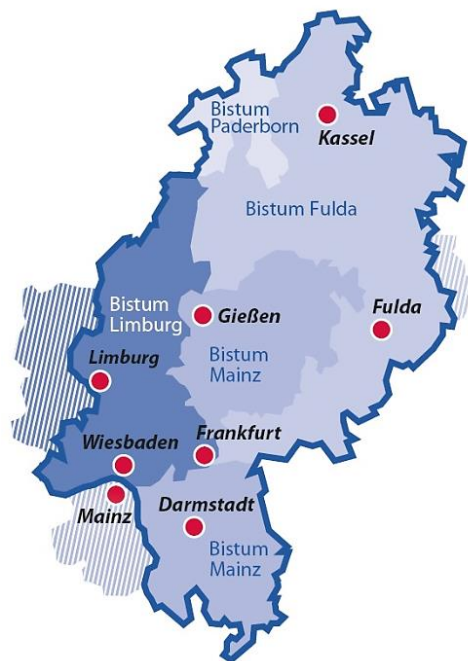 Bistum
Paderborn
Kassel
Bistum Fulda
Bistum
Limburg
Gießen
Fulda
Bistum
Mainz
Limburg
Wiesbaden
Frankfurt
Mainz
Darmstadt
Bistum
Mainz